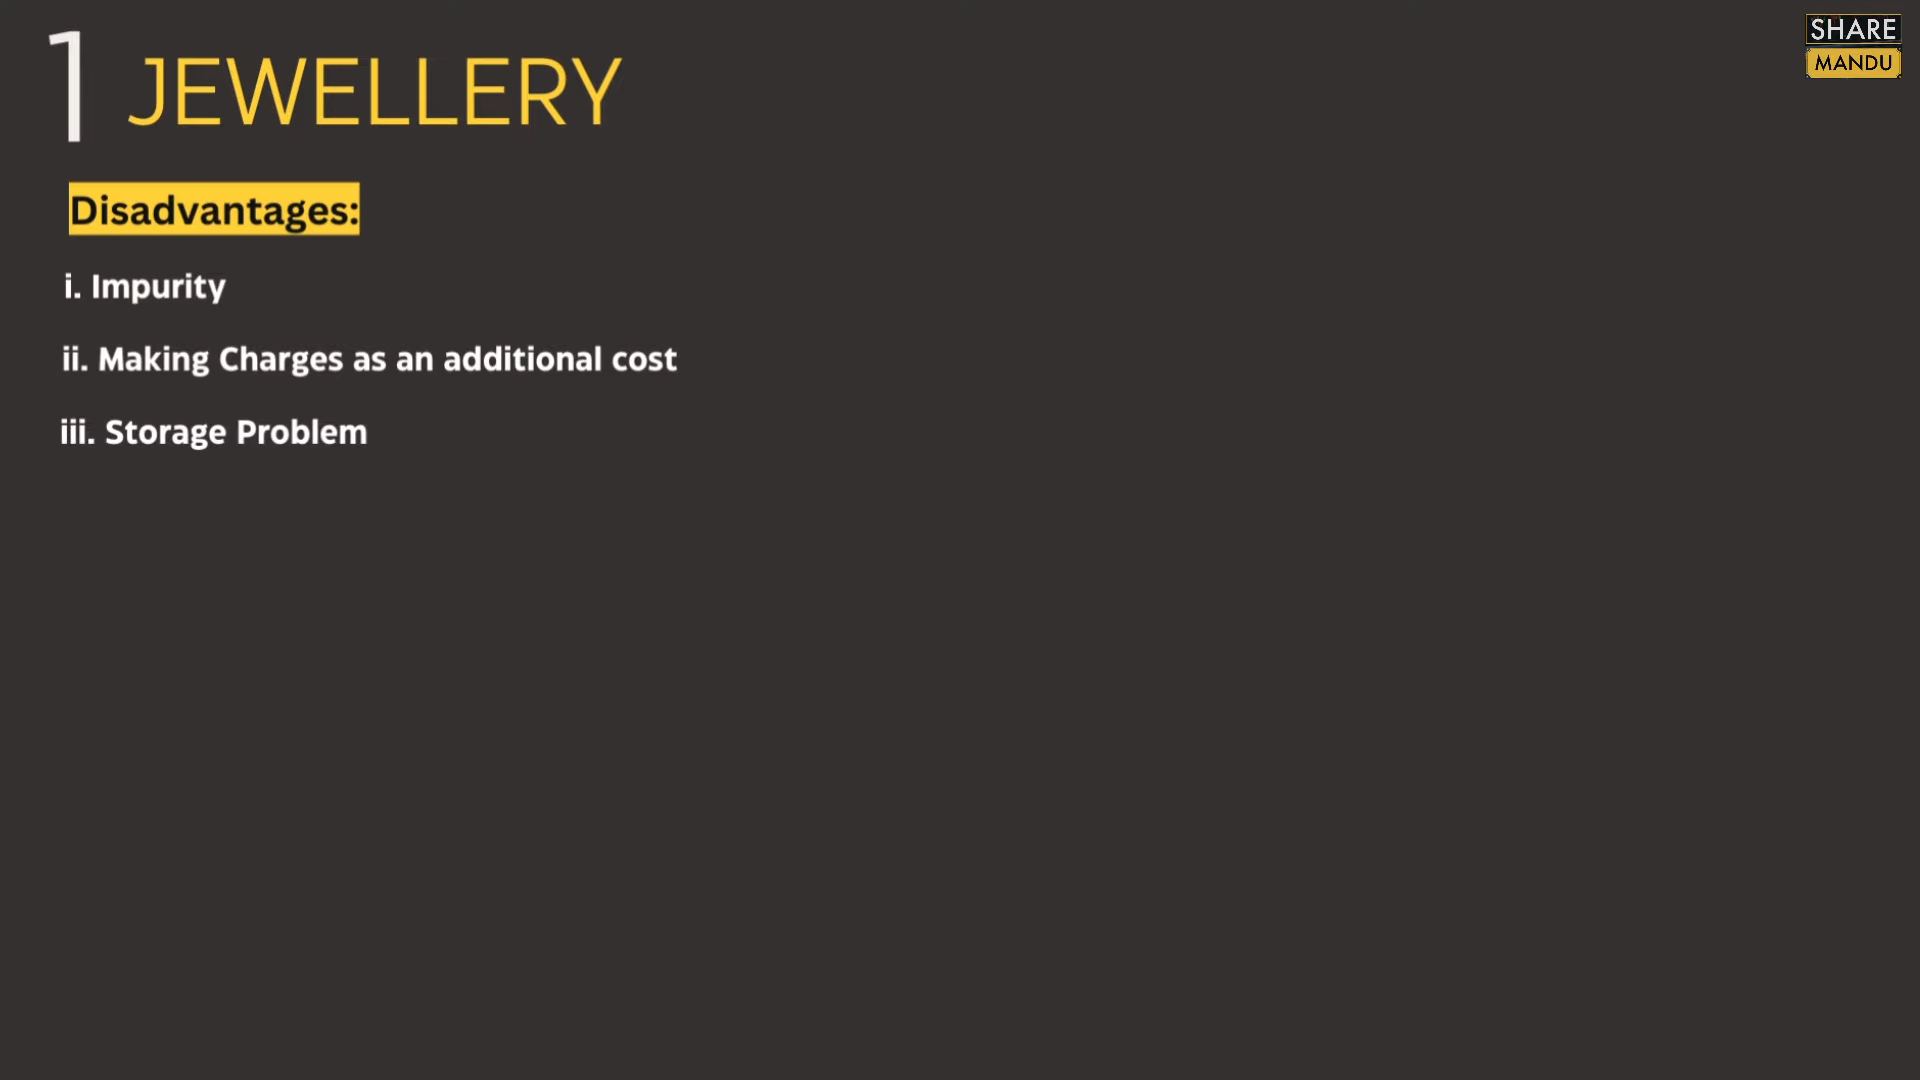 1 JEWELLERY
SHARE
MANDU
Disadvantages:
i. Impurity
ii. Making Charges as an additional cost
iii. Storage Problem